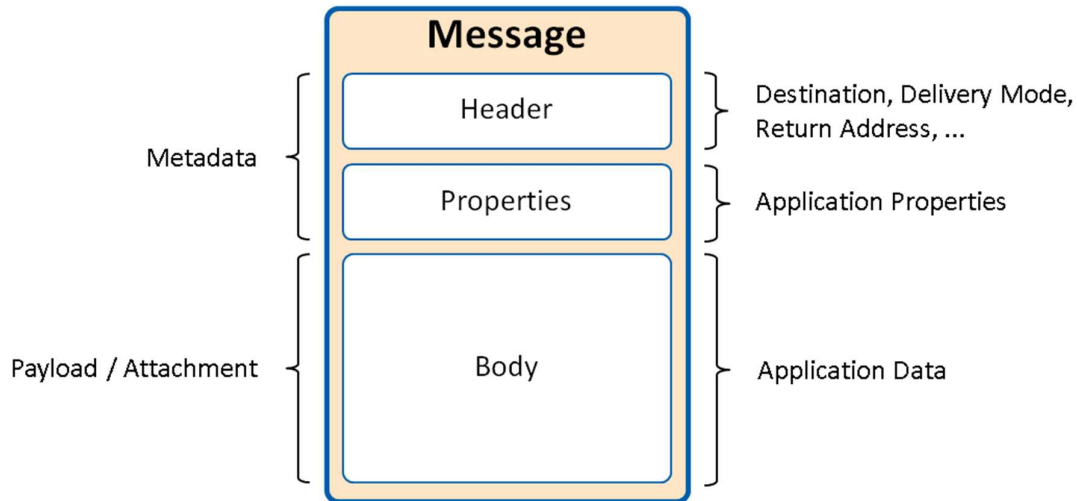 Message
Header
Destination, Delivery Mode,
Return Address, ...
Metadata
Properties
Application Properties
Payload / Attachment
Body
Application Data